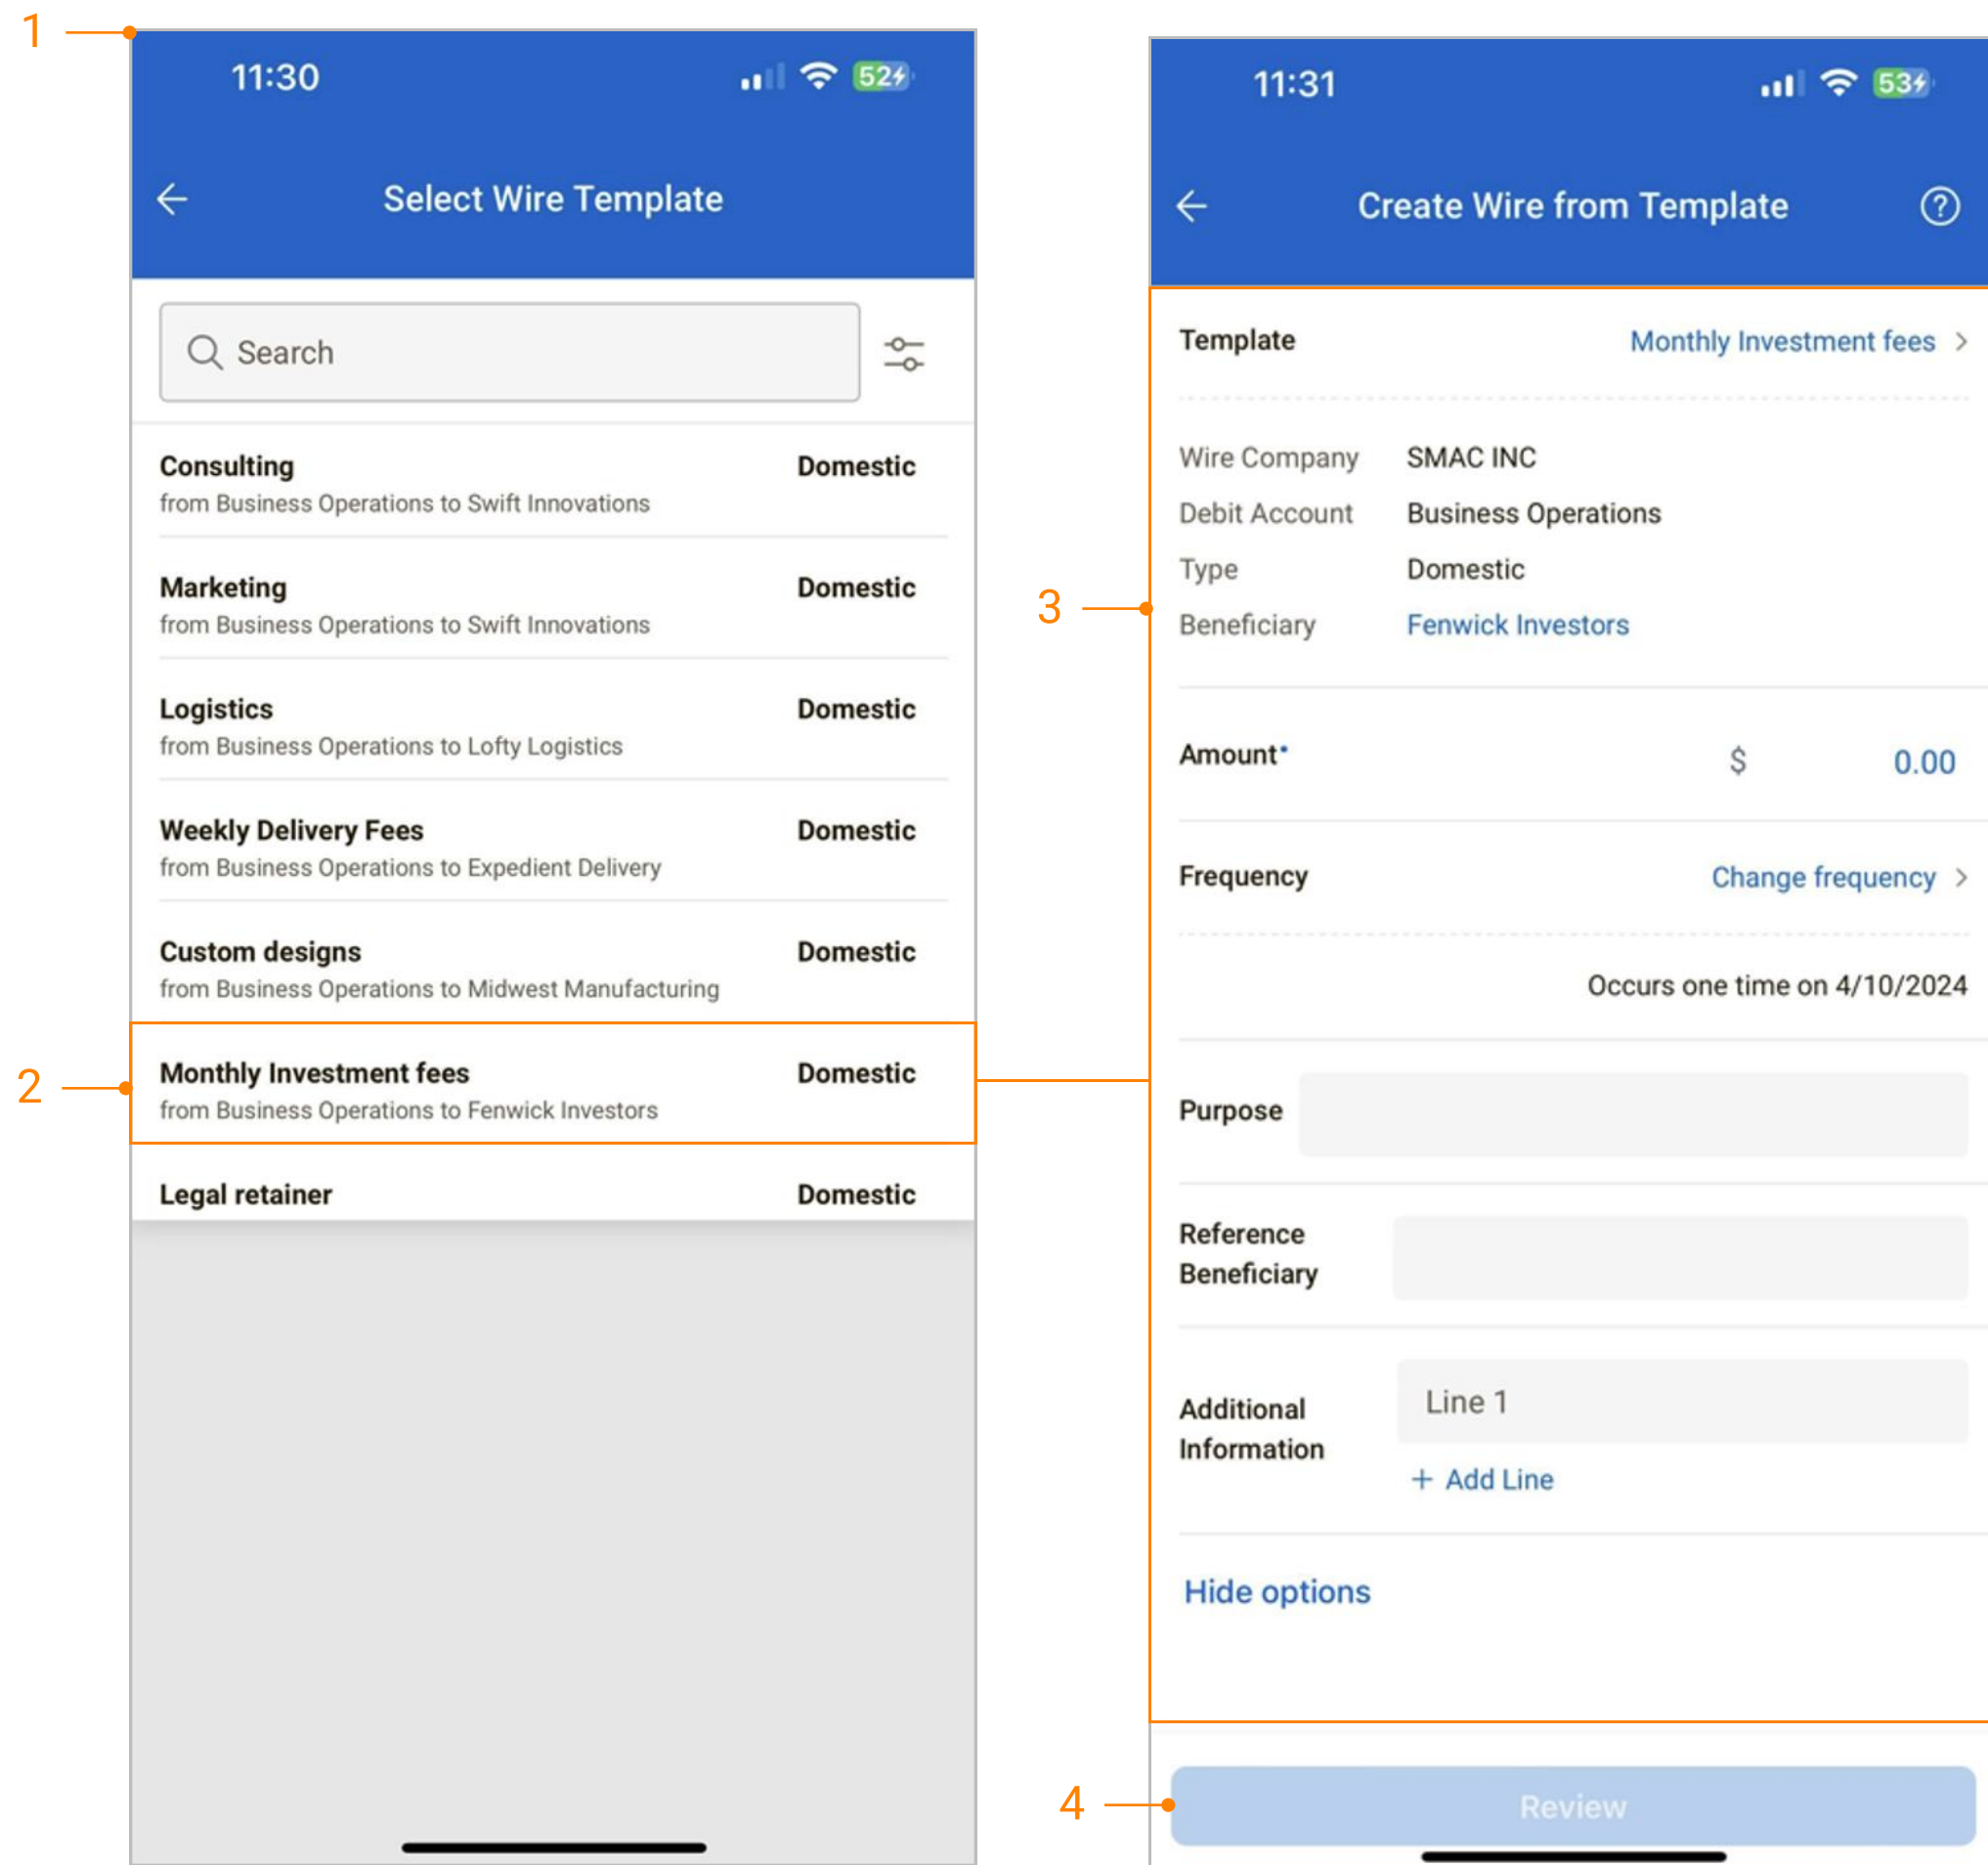 1
11:30
52
Select Wire Template
Search
Consulting Domestic
from Business Operations to Swift Innovations
Marketing Domestic
from Business Operations to Swift Innovations
Logistics Domestic
from Business Operations to Lofty Logistics
Weekly Delivery Fees Domestic
from Business Operations to Expedient Delivery
Custom designs Domestic
from Business Operations to Midwest Manufacturing
2
Monthly Investment fees Domestic
from Business Operations to Fenwick Investors
Legal retainer Domestic
11:31
53
Create Wire from Template ?
3
Template Monthly Investment fees >
Wire Company SMAC INC
Debit Account Business Operations
Type Domestic
Beneficiary Fenwick Investors
Amount• $ 0.00
Frequency Change frequency >
Occurs one time on 4/10/2024
Purpose
Reference
Beneficiary
Additional
Information
Line 1
+ Add Line
Hide options
4
Review